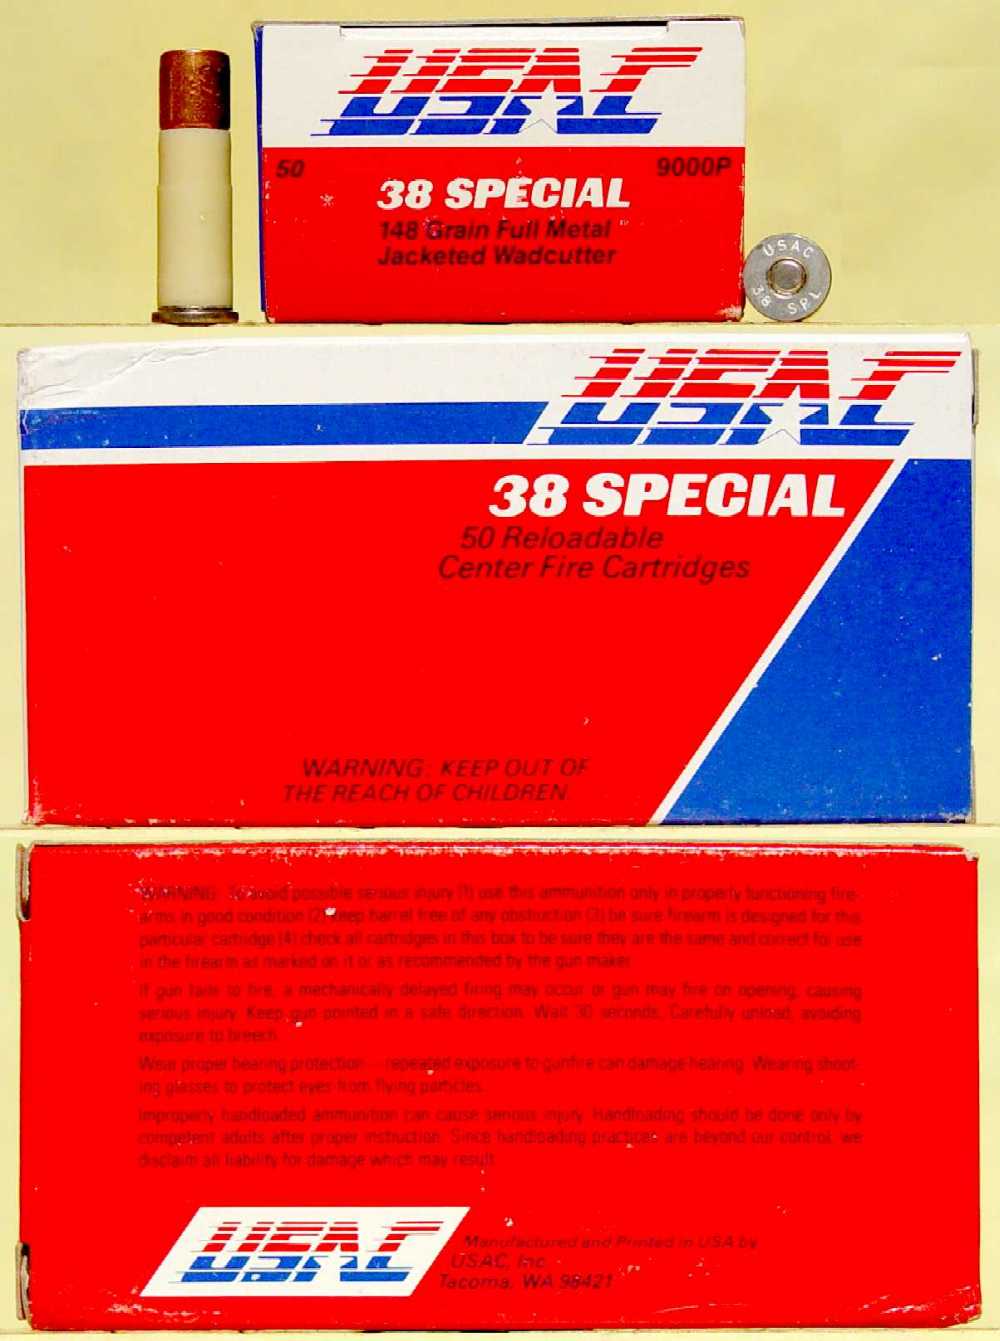 USAC
50
9000P
38 SPECIAL
148 Grain Full Metal
Jacketed Wadcutter
USAC
38 SPL
USAC
38 SPECIAL
50 Reloadable
Center Fire Cartridges
WARNING: KEEP OUT OF
THE REACH OF CHILDREN.
WARNING: To avoid possible serious injury (1) use this ammunition only in properly functioning fire-
arms in good condition (2) keep barrel free of any obstruction (3) be sure firearm is designed for this
particular cartridge (4) check all cartridges in this box to be sure they are the same and correct for use
in the firearm as marked on it or as recommended by the gun maker.
If gun fails to fire, a mechanically delayed firing may occur or gun may fire on opening, causing
serious injury. Keep gun pointed in a safe direction. Wait 30 seconds. Carefully unload, avoiding
exposure to breech.
Wear proper hearing protection — repeated exposure to gunfire can damage hearing. Wearing shoot-
ing glasses to protect eyes from flying particles.
Improperly handloaded ammunition can cause serious injury. Handloading should be done only by
competent adults after proper instruction. Since handloading practices are beyond our control, we
disclaim all liability for damage which may result.
USAC
Manufactured and Printed in USA by
USAC, Inc.
Tacoma, WA 98421